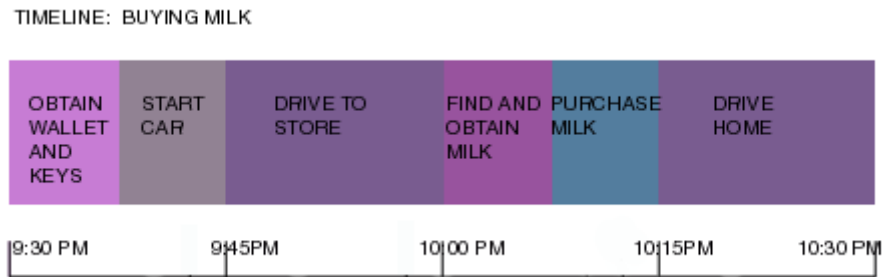 TIMELINE: BUYING MILK
OBTAIN
WALLET
AND
KEYS
START
CAR
DRIVE TO
STORE
FIND AND
OBTAIN
MILK
PURCHASE
MILK
DRIVE
HOME
9:30 PM 9:45PM 10:00 PM 10:15PM 10:30 PM